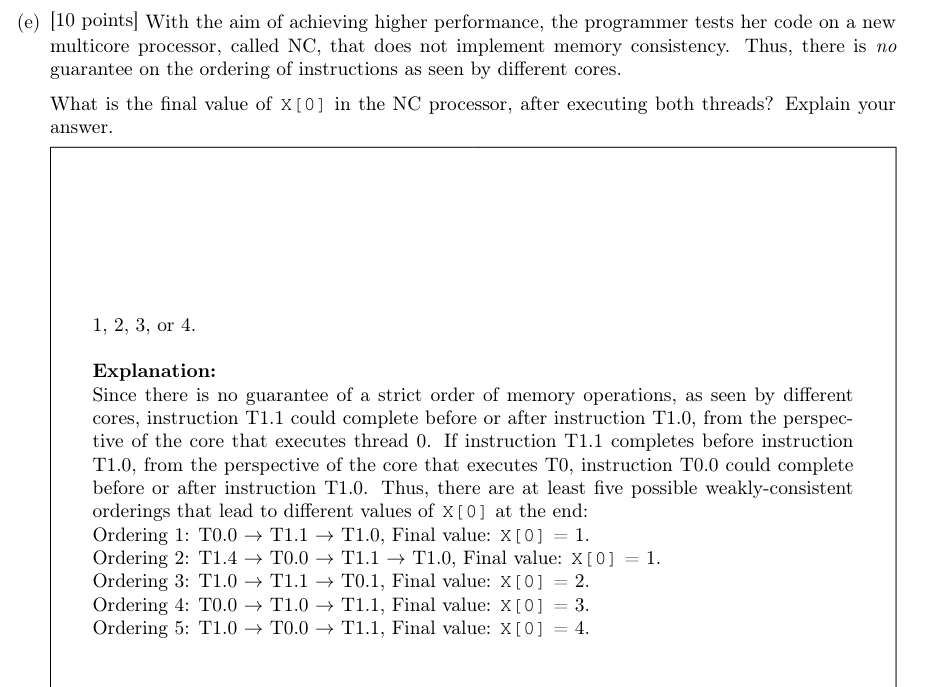 (e) [10 points] With the aim of achieving higher performance, the programmer tests her code on a new
multicore processor, called NC, that does not implement memory consistency. Thus, there is no
guarantee on the ordering of instructions as seen by different cores.
What is the final value of X[0] in the NC processor, after executing both threads? Explain your
answer.
1, 2, 3, or 4.
Explanation:
Since there is no guarantee of a strict order of memory operations, as seen by different
cores, instruction T1.1 could complete before or after instruction T1.0, from the perspec-
tive of the core that executes thread 0. If instruction T1.1 completes before instruction
T1.0, from the perspective of the core that executes T0, instruction T0.0 could complete
before or after instruction T1.0. Thus, there are at least five possible weakly-consistent
orderings that lead to different values of X[0] at the end:
Ordering 1: T0.0 → T1.1 → T1.0, Final value: X[0] = 1.
Ordering 2: T1.4 → T0.0 → T1.1 → T1.0, Final value: X[0] = 1.
Ordering 3: T1.0 → T1.1 → T0.1, Final value: X[0] = 2.
Ordering 4: T0.0 → T1.0 → T1.1, Final value: X[0] = 3.
Ordering 5: T1.0 → T0.0 → T1.1, Final value: X[0] = 4.